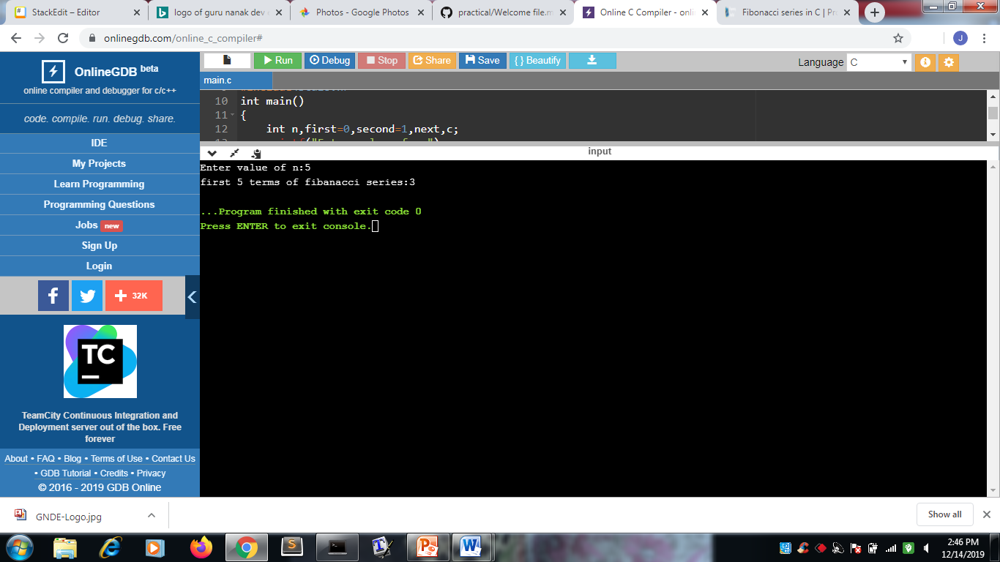 StackEdit – Editor
logo of guru nanak dev
Photos - Google Photos
practical/Welcome file.m
Online C Compiler - onli
Fibonacci series in C | Pr
onlinegdb.com/online_c_compiler#
J
OnlineGDB beta
online compiler and debugger for c/c++
code. compile. run. debug. share.
IDE
My Projects
Learn Programming
Programming Questions
Jobs new
Sign Up
Login
32K
TC
TeamCity Continuous Integration and
Deployment server out of the box. Free
forever
About • FAQ • Blog • Terms of Use • Contact Us
• GDB Tutorial • Credits • Privacy
© 2016 - 2019 GDB Online
Run Debug Stop Share Save { } Beautify
Language C
main.c
10 int main()
11 {
12 int n,first=0,second=1,next,c;
input
Enter value of n:5
first 5 terms of fibanacci series:3
...Program finished with exit code 0
Press ENTER to exit console.
GNDE-Logo.jpg
Show all
2:46 PM
12/14/2019